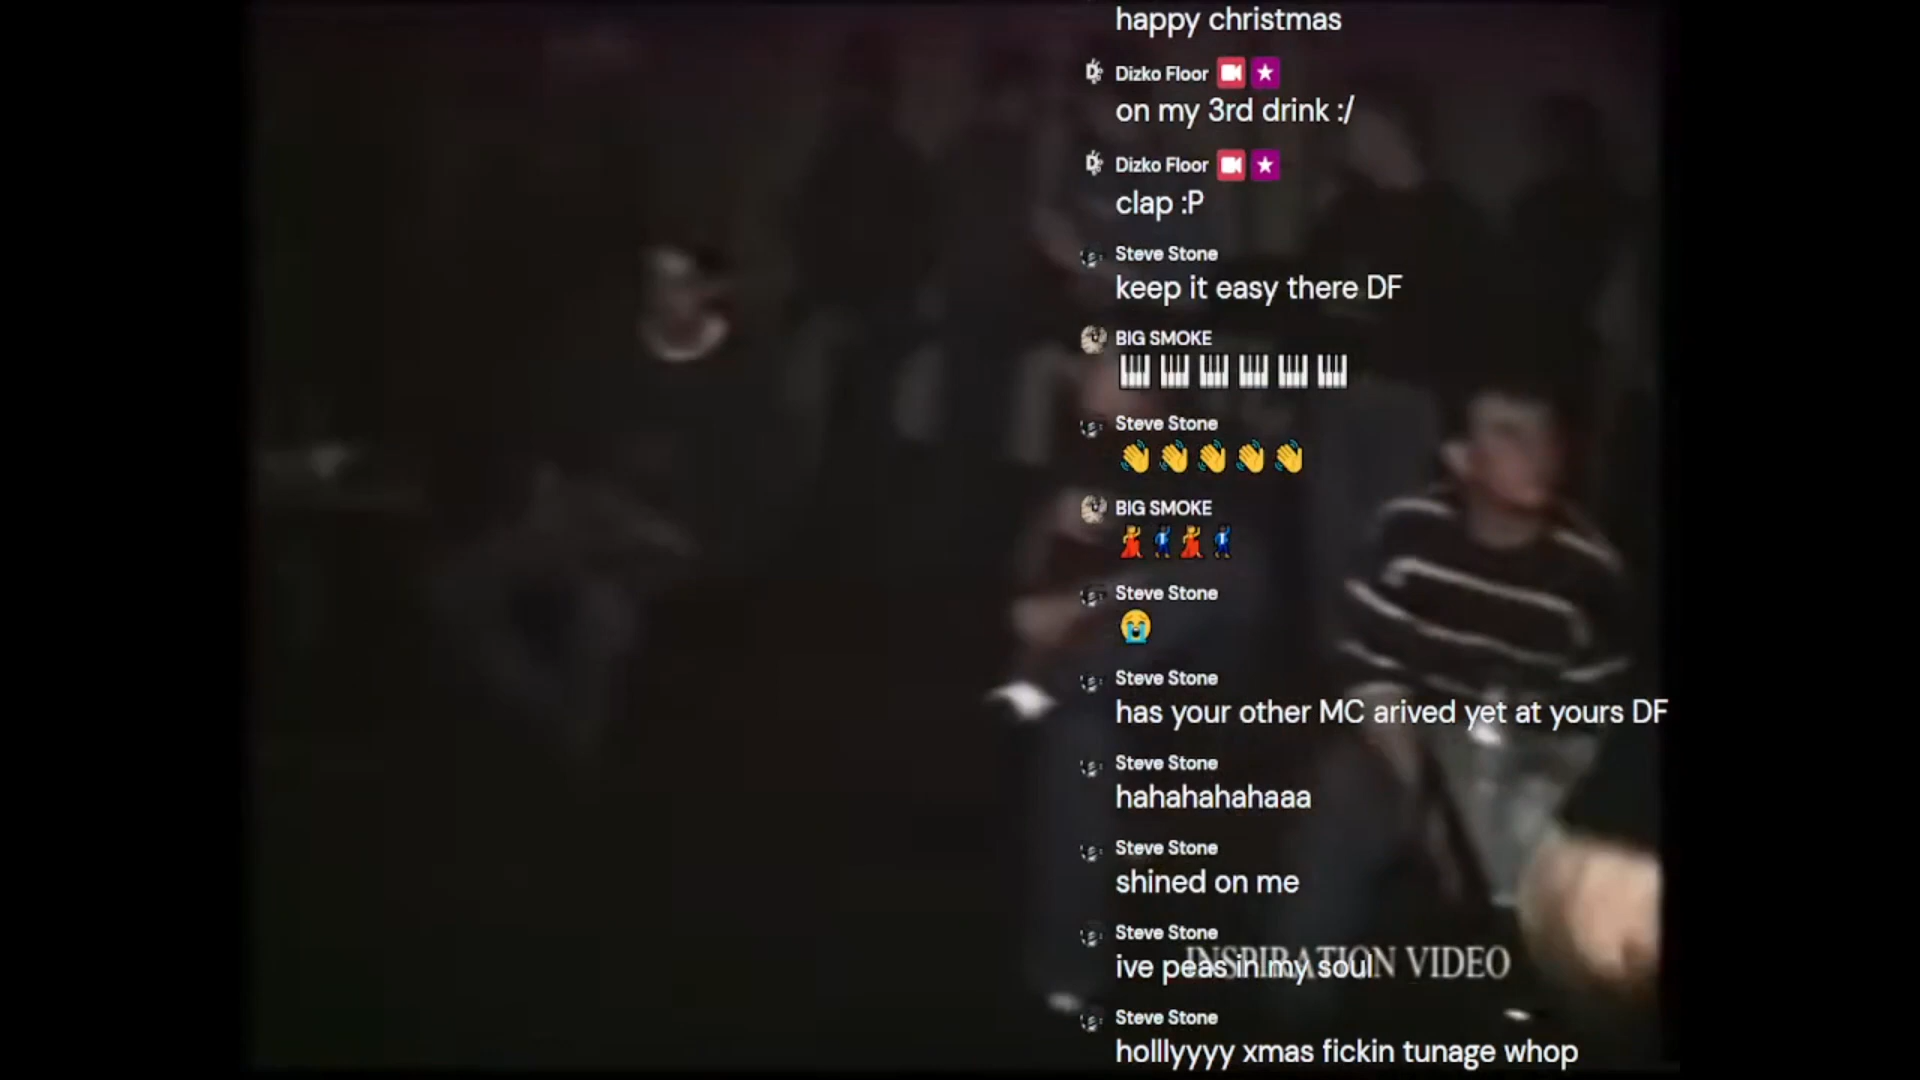 happy christmas
Dizko Floor
on my 3rd drink :/
Dizko Floor
clap :P
Steve Stone
keep it easy there DF
BIG SMOKE
🎹 🎹 🎹 🎹 🎹 🎹
Steve Stone
👏 👏 👏 👏 👏
BIG SMOKE
💃 🕺 💃 🕺
Steve Stone
😭
Steve Stone
has your other MC arived yet at yours DF
Steve Stone
hahahahahaaa
Steve Stone
shined on me
Steve Stone
ive peas in my soul
INSPIRATION VIDEO
Steve Stone
holllyyyy xmas fickin tunage whop